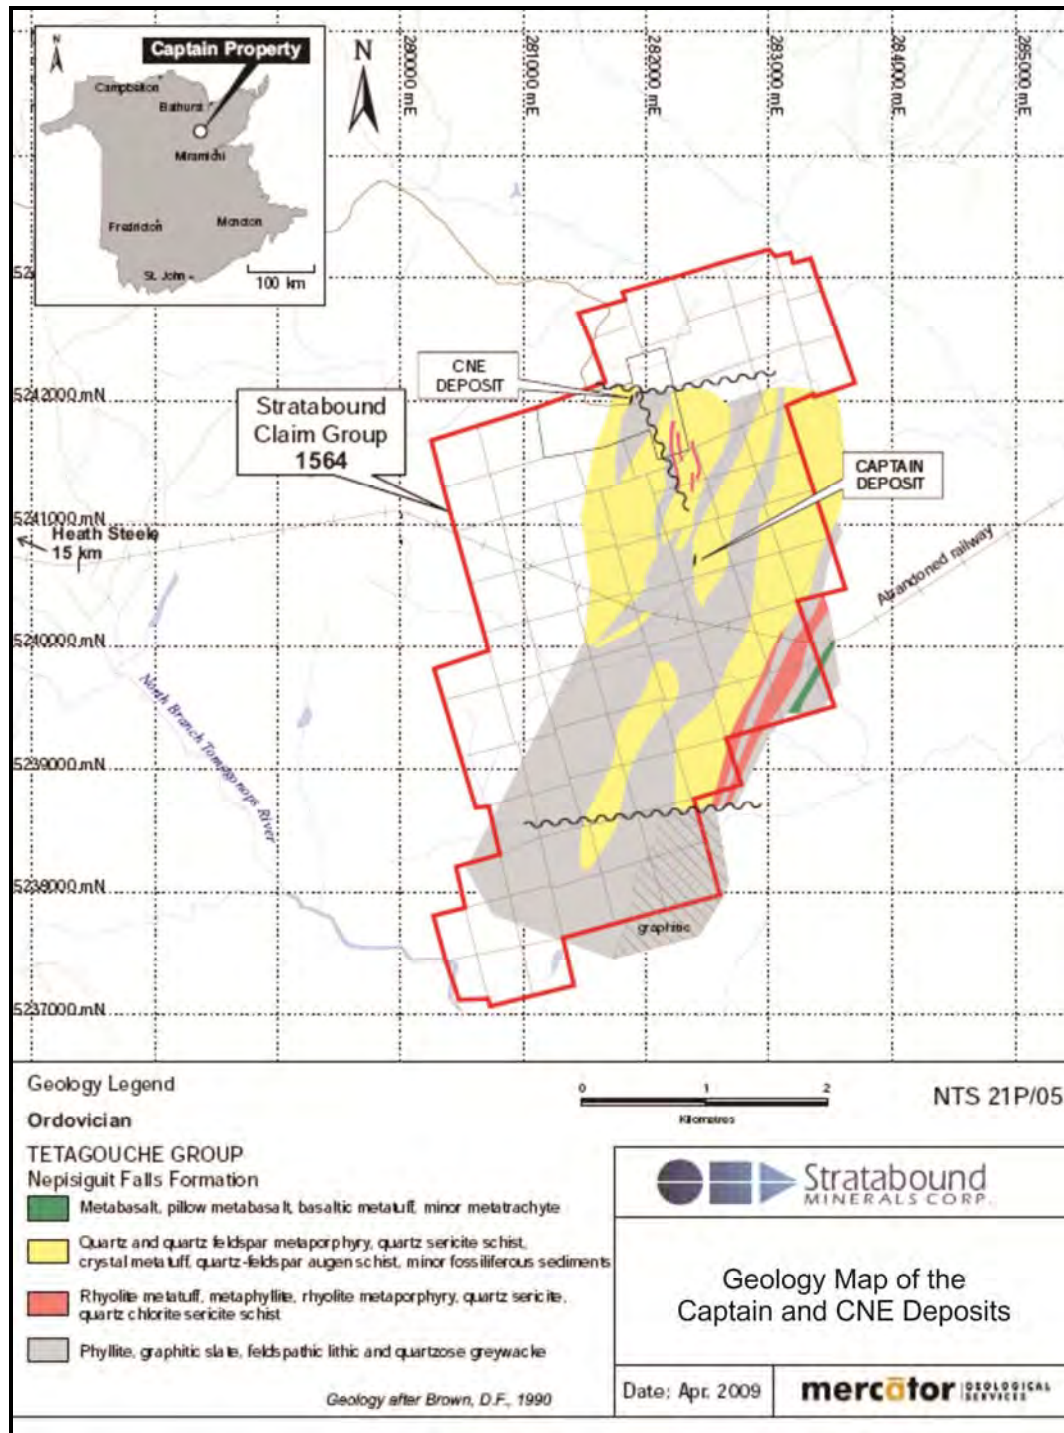 Captain Property
N
Campbellton
Bathurst
Miramichi
Fredricton
Moncton
St. John
100 km
280000 mE
281000 mE
282000 mE
283000 mE
284000 mE
285000 mE
CNE
DEPOSIT
5242000 mN
Stratabound
Claim Group
1564
CAPTAIN
DEPOSIT
5241000 mN
Heath Steele
15 km
Abandoned railway
5240000 mN
North Branch Tomogonops River
5239000 mN
5238000 mN
graphitic
5237000 mN
Geology Legend
0 1 2
Kilometres
NTS 21P/05
Ordovician
TETAGOUCHE GROUP
Nepisiguit Falls Formation
Metabasalt, pillow metabasalt, basaltic metatuff, minor metatrachyte
Quartz and quartz feldspar metaporphyry, quartz sericite schist,
crystal metatuff, quartz-feldspar augen schist, minor fossiliferous sediments
Rhyolite metatuff, metaphyllite, rhyolite metaporphyry, quartz sericite,
quartz chlorite sericite schist
Phyllite, graphitic slate, feldspathic lithic and quartzose greywacke
Geology after Brown, D.F., 1990
Stratabound
MINERALS CORP.
Geology Map of the
Captain and CNE Deposits
Date: Apr. 2009
mercator GEOLOGICAL
SERVICES